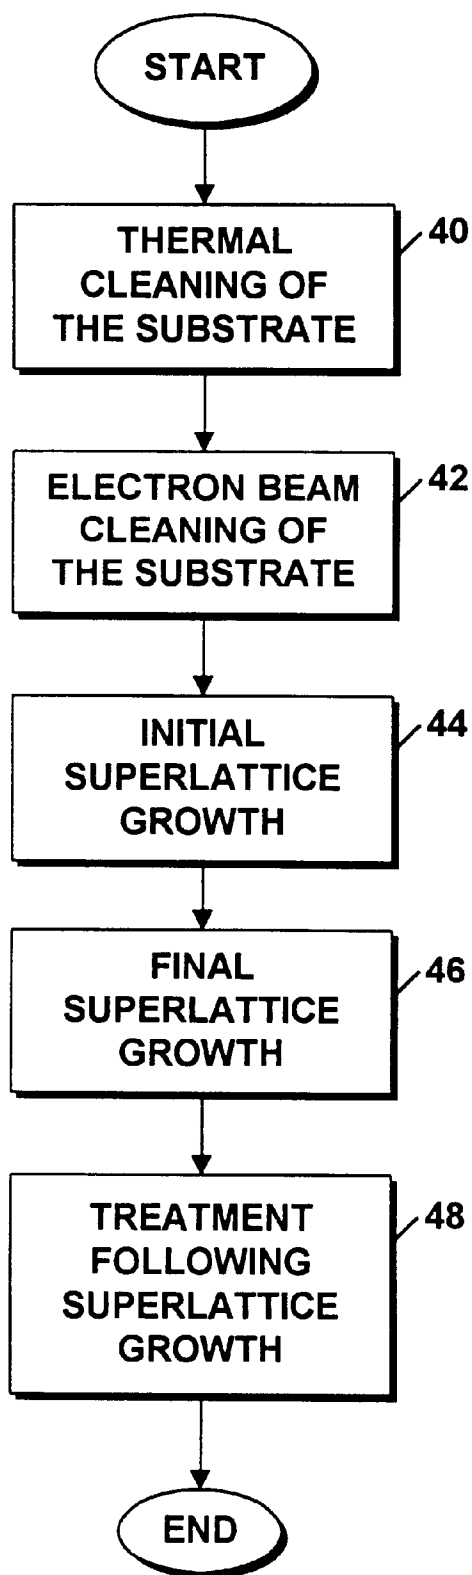 START
THERMAL
CLEANING OF
THE SUBSTRATE
40
ELECTRON BEAM
CLEANING OF
THE SUBSTRATE
42
INITIAL
SUPERLATTICE
GROWTH
44
FINAL
SUPERLATTICE
GROWTH
46
TREATMENT
FOLLOWING
SUPERLATTICE
GROWTH
48
END